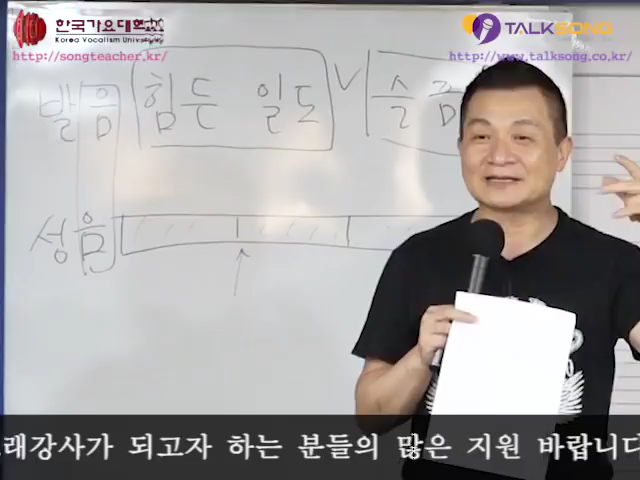 한국가요대학
Korea Vocalism University
http://songteacher.kr/
TALKSONG
http://www.talksong.co.kr/
발음 힘든 일도 V 슬픔
성음
래강사가 되고자 하는 분들의 많은 지원 바랍니다